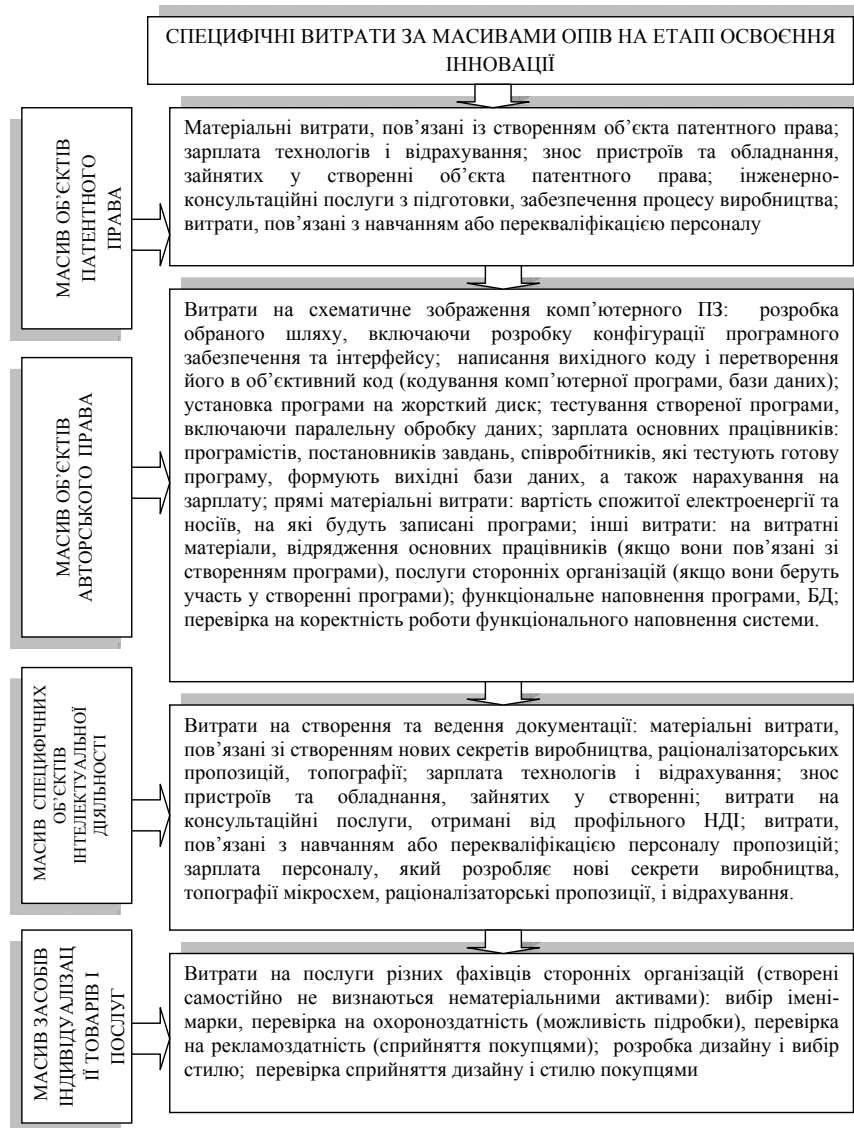 СПЕЦИФІЧНІ ВИТРАТИ ЗА МАСИВАМИ ОПІВ НА ЕТАПІ ОСВОЄННЯ
ІННОВАЦІЇ
МАСИВ ОБ’ЄКТІВ
ПАТЕНТНОГО
ПРАВА
Матеріальні витрати, пов’язані із створенням об’єкта патентного права;
зарплата технологів і відрахування; знос пристроїв та обладнання,
зайнятих у створенні об’єкта патентного права; інженерно-
консультаційні послуги з підготовки, забезпечення процесу виробництва;
витрати, пов’язані з навчанням або перекваліфікацією персоналу
МАСИВ ОБ’ЄКТІВ
АВТОРСЬКОГО ПРАВА
Витрати на схематичне зображення комп’ютерного ПЗ: розробка
обраного шляху, включаючи розробку конфігурації програмного
забезпечення та інтерфейсу; написання вихідного коду і перетворення
його в об’єктивний код (кодування комп’ютерної програми, бази даних);
установка програми на жорсткий диск; тестування створеної програми,
включаючи паралельну обробку даних; зарплата основних працівників:
програмістів, постановників завдань, співробітників, які тестують готову
програму, формують вихідні бази даних, а також нарахування на
зарплату; прямі матеріальні витрати: вартість спожитої електроенергії та
носіїв, на які будуть записані програми; інші витрати: на витратні
матеріали, відрядження основних працівників (якщо вони пов’язані зі
створенням програми), послуги сторонніх організацій (якщо вони беруть
участь у створенні програми); функціональне наповнення програми, БД;
перевірка на коректність роботи функціонального наповнення системи.
МАСИВ СПЕЦИФІЧНИХ
ОБ’ЄКТІВ
ІНТЕЛЕКТУАЛЬНОЇ
ДІЯЛЬНОСТІ
Витрати на створення та ведення документації: матеріальні витрати,
пов’язані зі створенням нових секретів виробництва, раціоналізаторських
пропозицій, топографії; зарплата технологів і відрахування; знос
пристроїв та обладнання, зайнятих у створенні; витрати на
консультаційні послуги, отримані від профільного НДІ; витрати,
пов’язані з навчанням або перекваліфікацією персоналу пропозицій;
зарплата персоналу, який розробляє нові секрети виробництва,
топографії мікросхем, раціоналізаторські пропозиції, і відрахування.
МАСИВ ЗАСОБІВ
ІНДИВІДУАЛІЗАЦ
ІЇ ТОВАРІВ І
ПОСЛУГ
Витрати на послуги різних фахівців сторонніх організацій (створені
самостійно не визнаються нематеріальними активами): вибір імені-
марки, перевірка на охороноздатність (можливість підробки), перевірка
на рекламоздатність (сприйняття покупцями); розробка дизайну і вибір
стилю; перевірка сприйняття дизайну і стилю покупцями